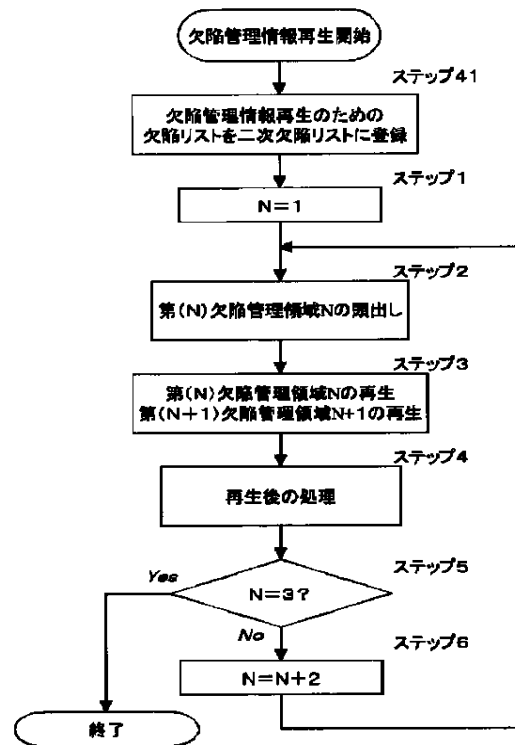 欠陥管理情報再生開始
ステップ41
欠陥管理情報再生のための
欠陥リストを二次欠陥リストに登録
ステップ1
N=1
ステップ2
第(N)欠陥管理領域Nの頭出し
ステップ3
第(N+1)欠陥管理領域N+1の再生
第(N)欠陥管理領域Nの再生
ステップ4
再生後の処理
ステップ5
Yes
N=3?
No
ステップ6
N=N+2
終了